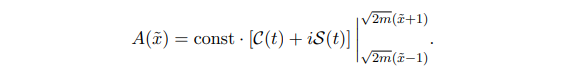 A(x̃) = const · [𝒞(t) + i𝒮(t)] |_{√2m(x̃−1)}^{√2m(x̃+1)} .